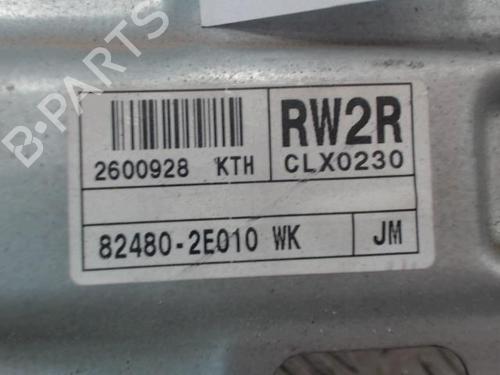 B-PARTS
RW2R
2600928 KTH
CLX0230
82480-2E010 WK
JM